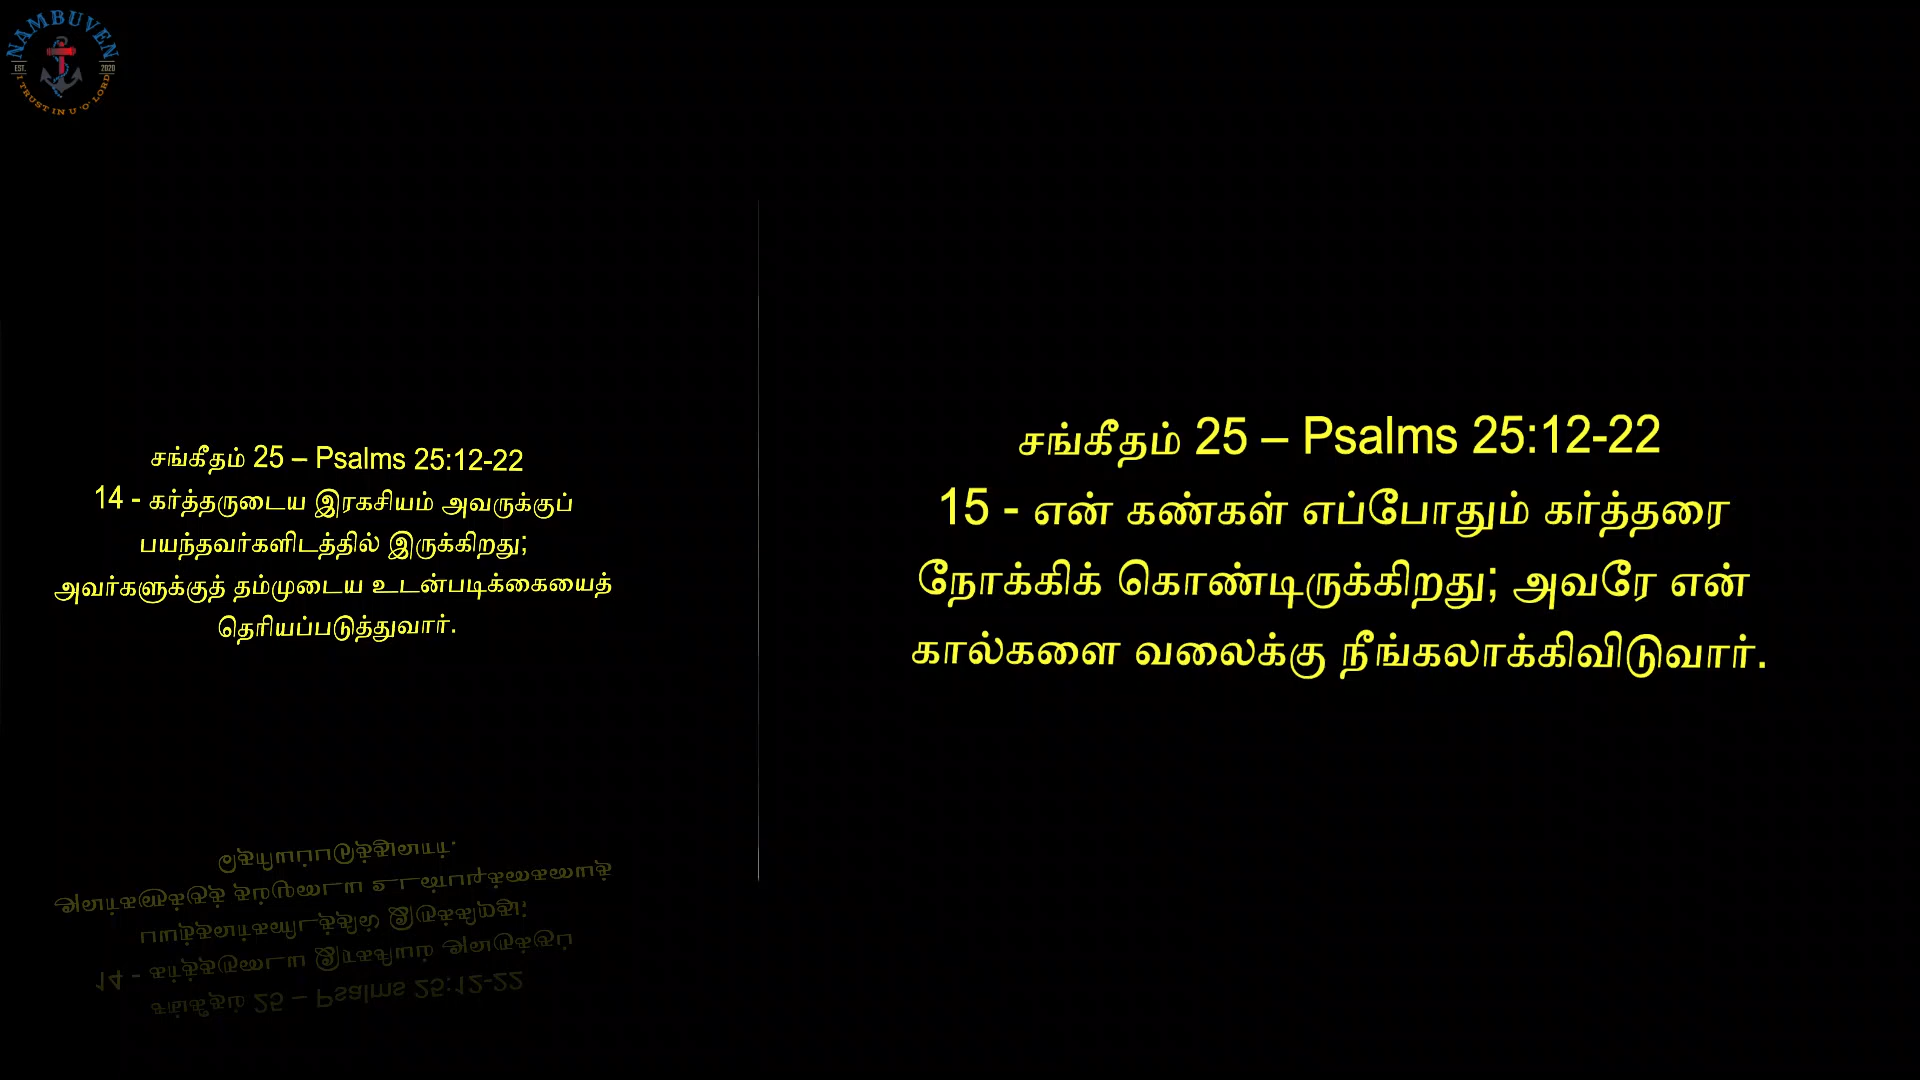 NAMBUVEN
EST. 2020
I TRUST IN U 'O' LORD
சங்கீதம் 25 – Psalms 25:12-22
14 - கர்த்தருடைய இரகசியம் அவருக்குப்
பயந்தவர்களிடத்தில் இருக்கிறது;
அவர்களுக்குத் தம்முடைய உடன்படிக்கையைத்
தெரியப்படுத்துவார்.
சங்கீதம் 25 – Psalms 25:12-22
15 - என் கண்கள் எப்போதும் கர்த்தரை
நோக்கிக் கொண்டிருக்கிறது; அவரே என்
கால்களை வலைக்கு நீங்கலாக்கிவிடுவார்.